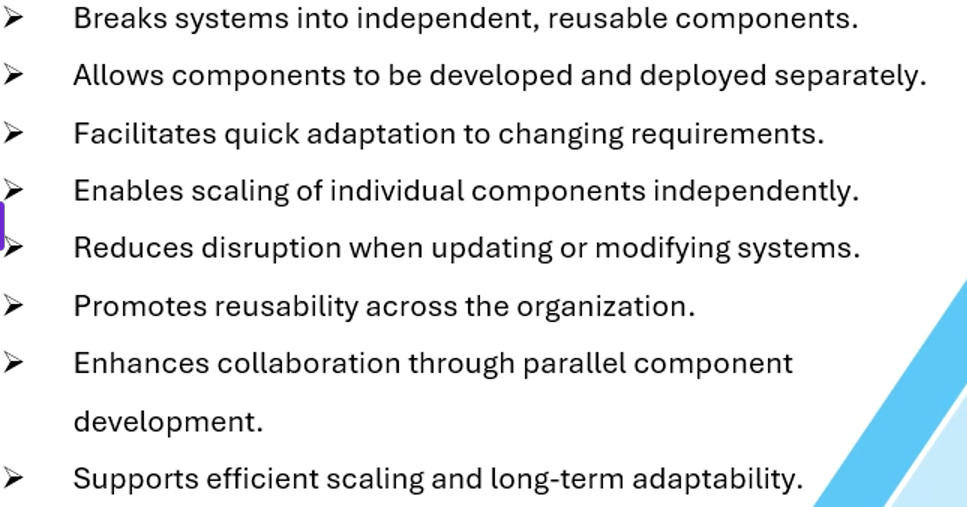 ➢ Breaks systems into independent, reusable components.
➢ Allows components to be developed and deployed separately.
➢ Facilitates quick adaptation to changing requirements.
➢ Enables scaling of individual components independently.
➢ Reduces disruption when updating or modifying systems.
➢ Promotes reusability across the organization.
➢ Enhances collaboration through parallel component
development.
➢ Supports efficient scaling and long-term adaptability.